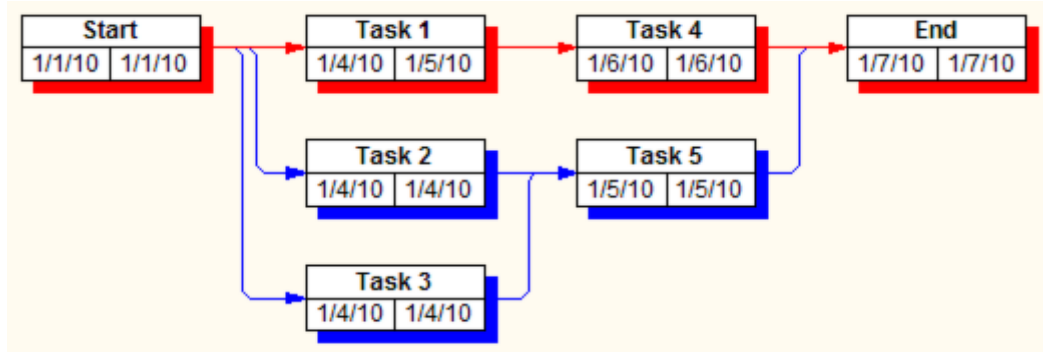 Start
1/1/10 1/1/10
Task 1
1/4/10 1/5/10
Task 4
1/6/10 1/6/10
End
1/7/10 1/7/10
Task 2
1/4/10 1/4/10
Task 5
1/5/10 1/5/10
Task 3
1/4/10 1/4/10